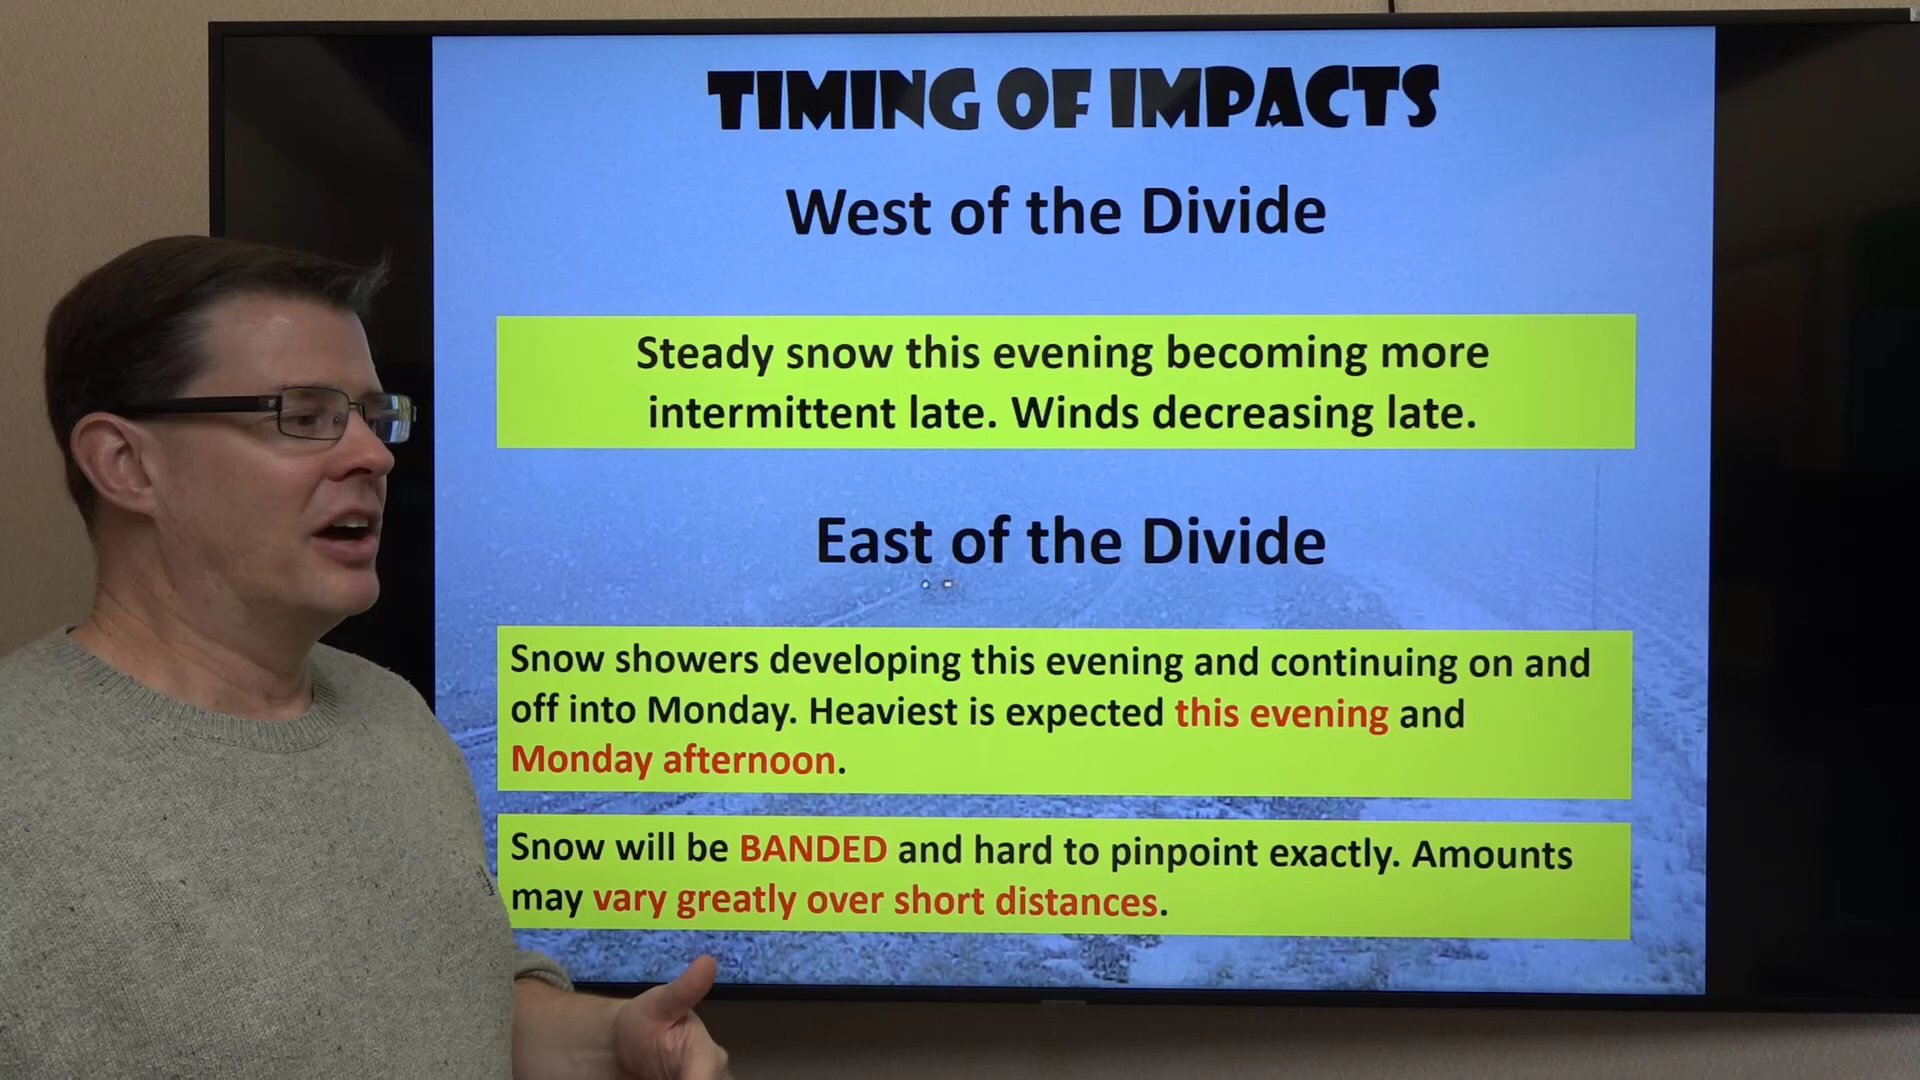 TIMING OF IMPACTS
West of the Divide
Steady snow this evening becoming more
intermittent late. Winds decreasing late.
East of the Divide
Snow showers developing this evening and continuing on and
off into Monday. Heaviest is expected this evening and
Monday afternoon.
Snow will be BANDED and hard to pinpoint exactly. Amounts
may vary greatly over short distances.